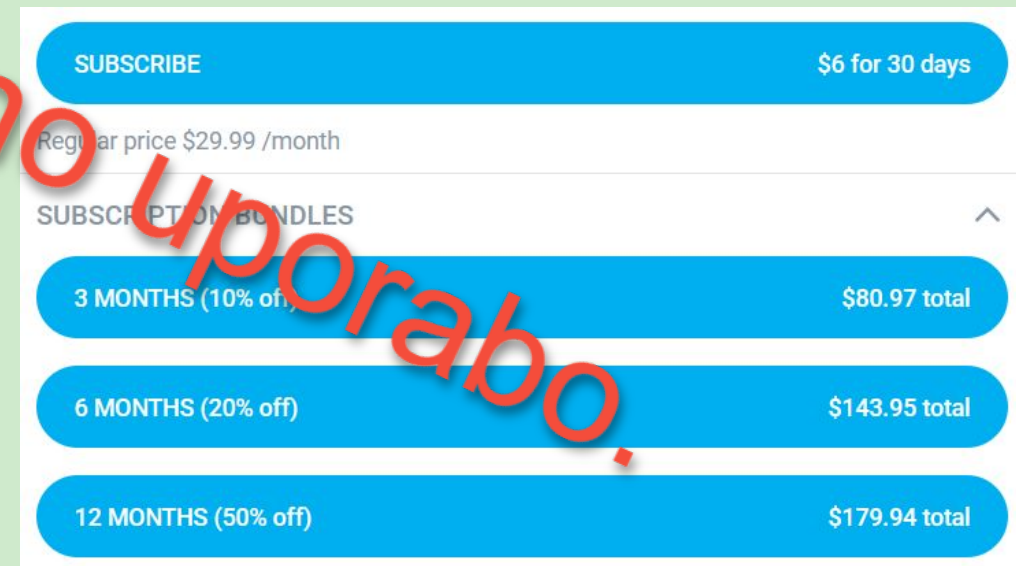 SUBSCRIBE $6 for 30 days
Regular price $29.99 /month
SUBSCRIPTION BUNDLES
3 MONTHS (10% off) $80.97 total
6 MONTHS (20% off) $143.95 total
12 MONTHS (50% off) $179.94 total
uporabo.